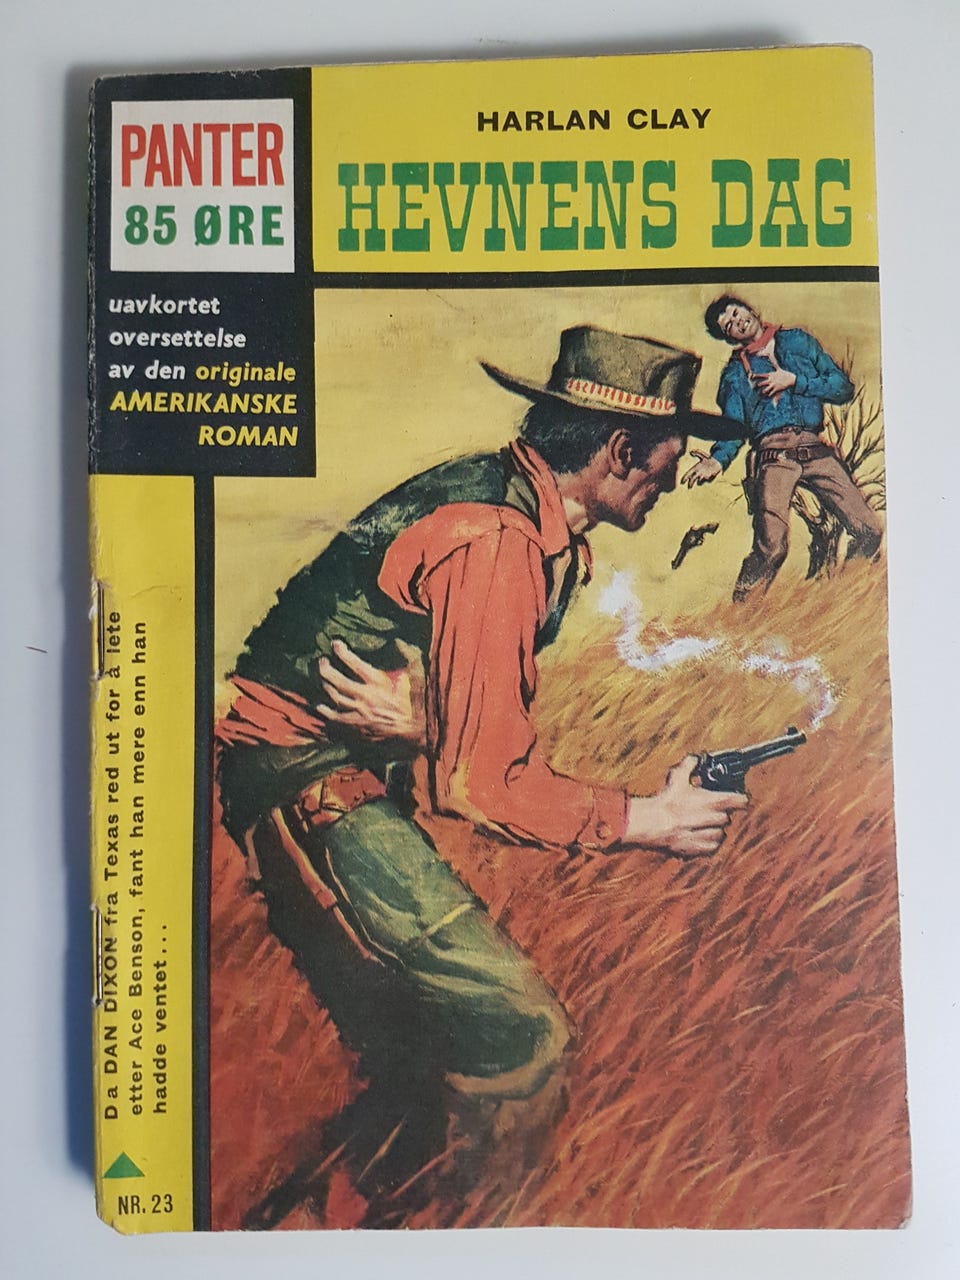 PANTER
85 ØRE
HARLAN CLAY
HEVNENS DAG
uavkortet
oversettelse
av den originale
AMERIKANSKE
ROMAN
Da DAN DIXON fra Texas red ut for å lete
etter Ace Benson, fant han mere enn han
hadde ventet...
NR. 23